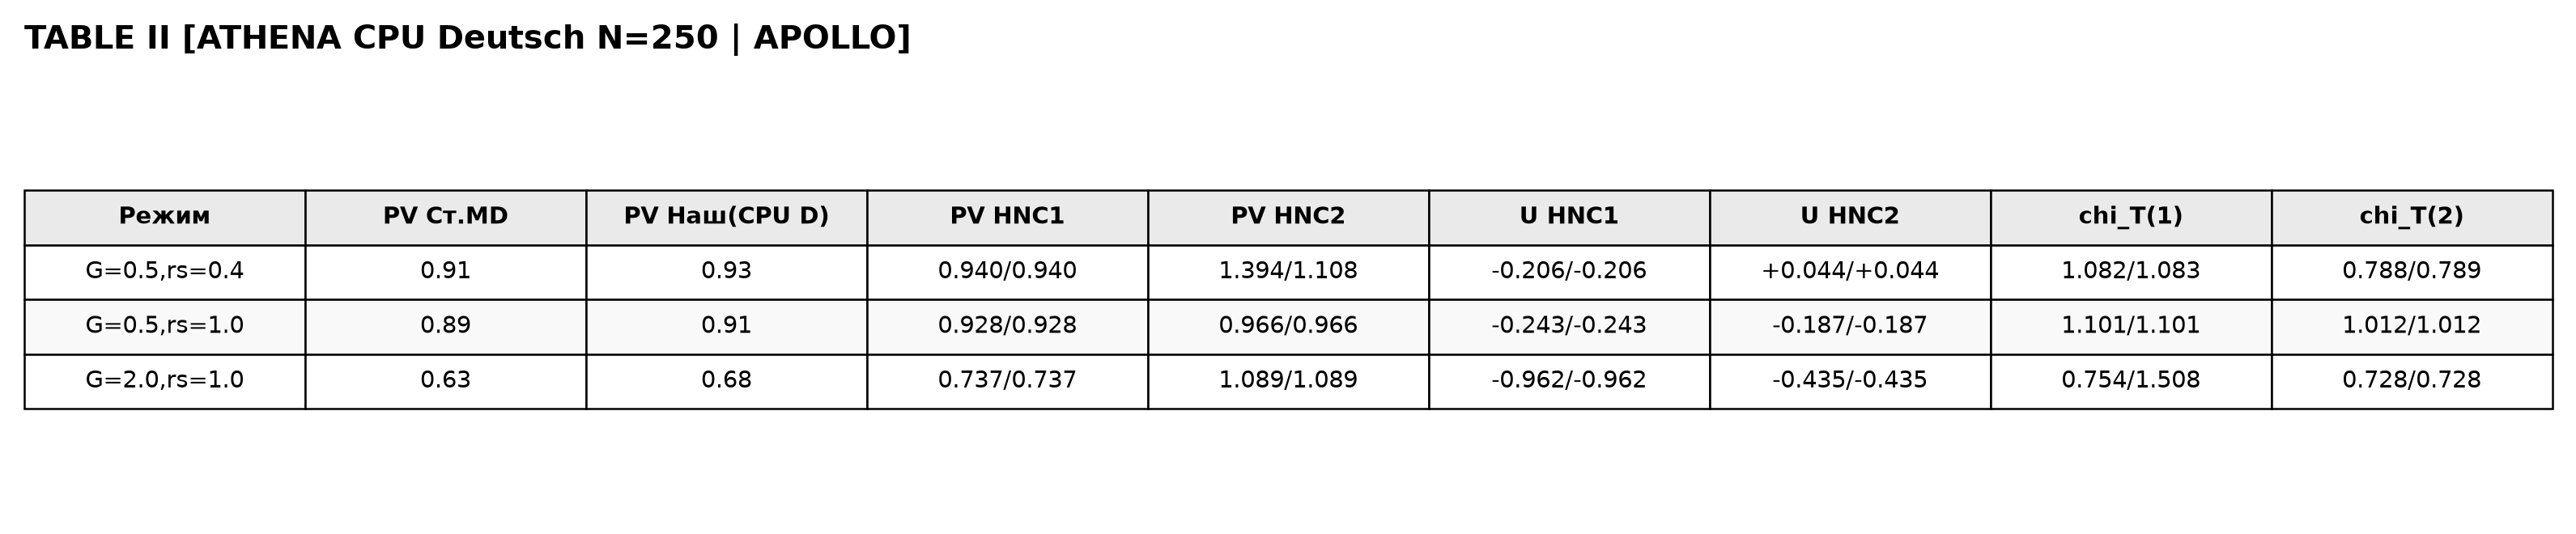 TABLE II [ATHENA CPU Deutsch N=250 | APOLLO]
Режим PV Ст.MD PV Наш(CPU D) PV HNC1 PV HNC2 U HNC1 U HNC2 chi_T(1) chi_T(2)
G=0.5,rs=0.4 0.91 0.93 0.940/0.940 1.394/1.108 -0.206/-0.206 +0.044/+0.044 1.082/1.083 0.788/0.789
G=0.5,rs=1.0 0.89 0.91 0.928/0.928 0.966/0.966 -0.243/-0.243 -0.187/-0.187 1.101/1.101 1.012/1.012
G=2.0,rs=1.0 0.63 0.68 0.737/0.737 1.089/1.089 -0.962/-0.962 -0.435/-0.435 0.754/1.508 0.728/0.728